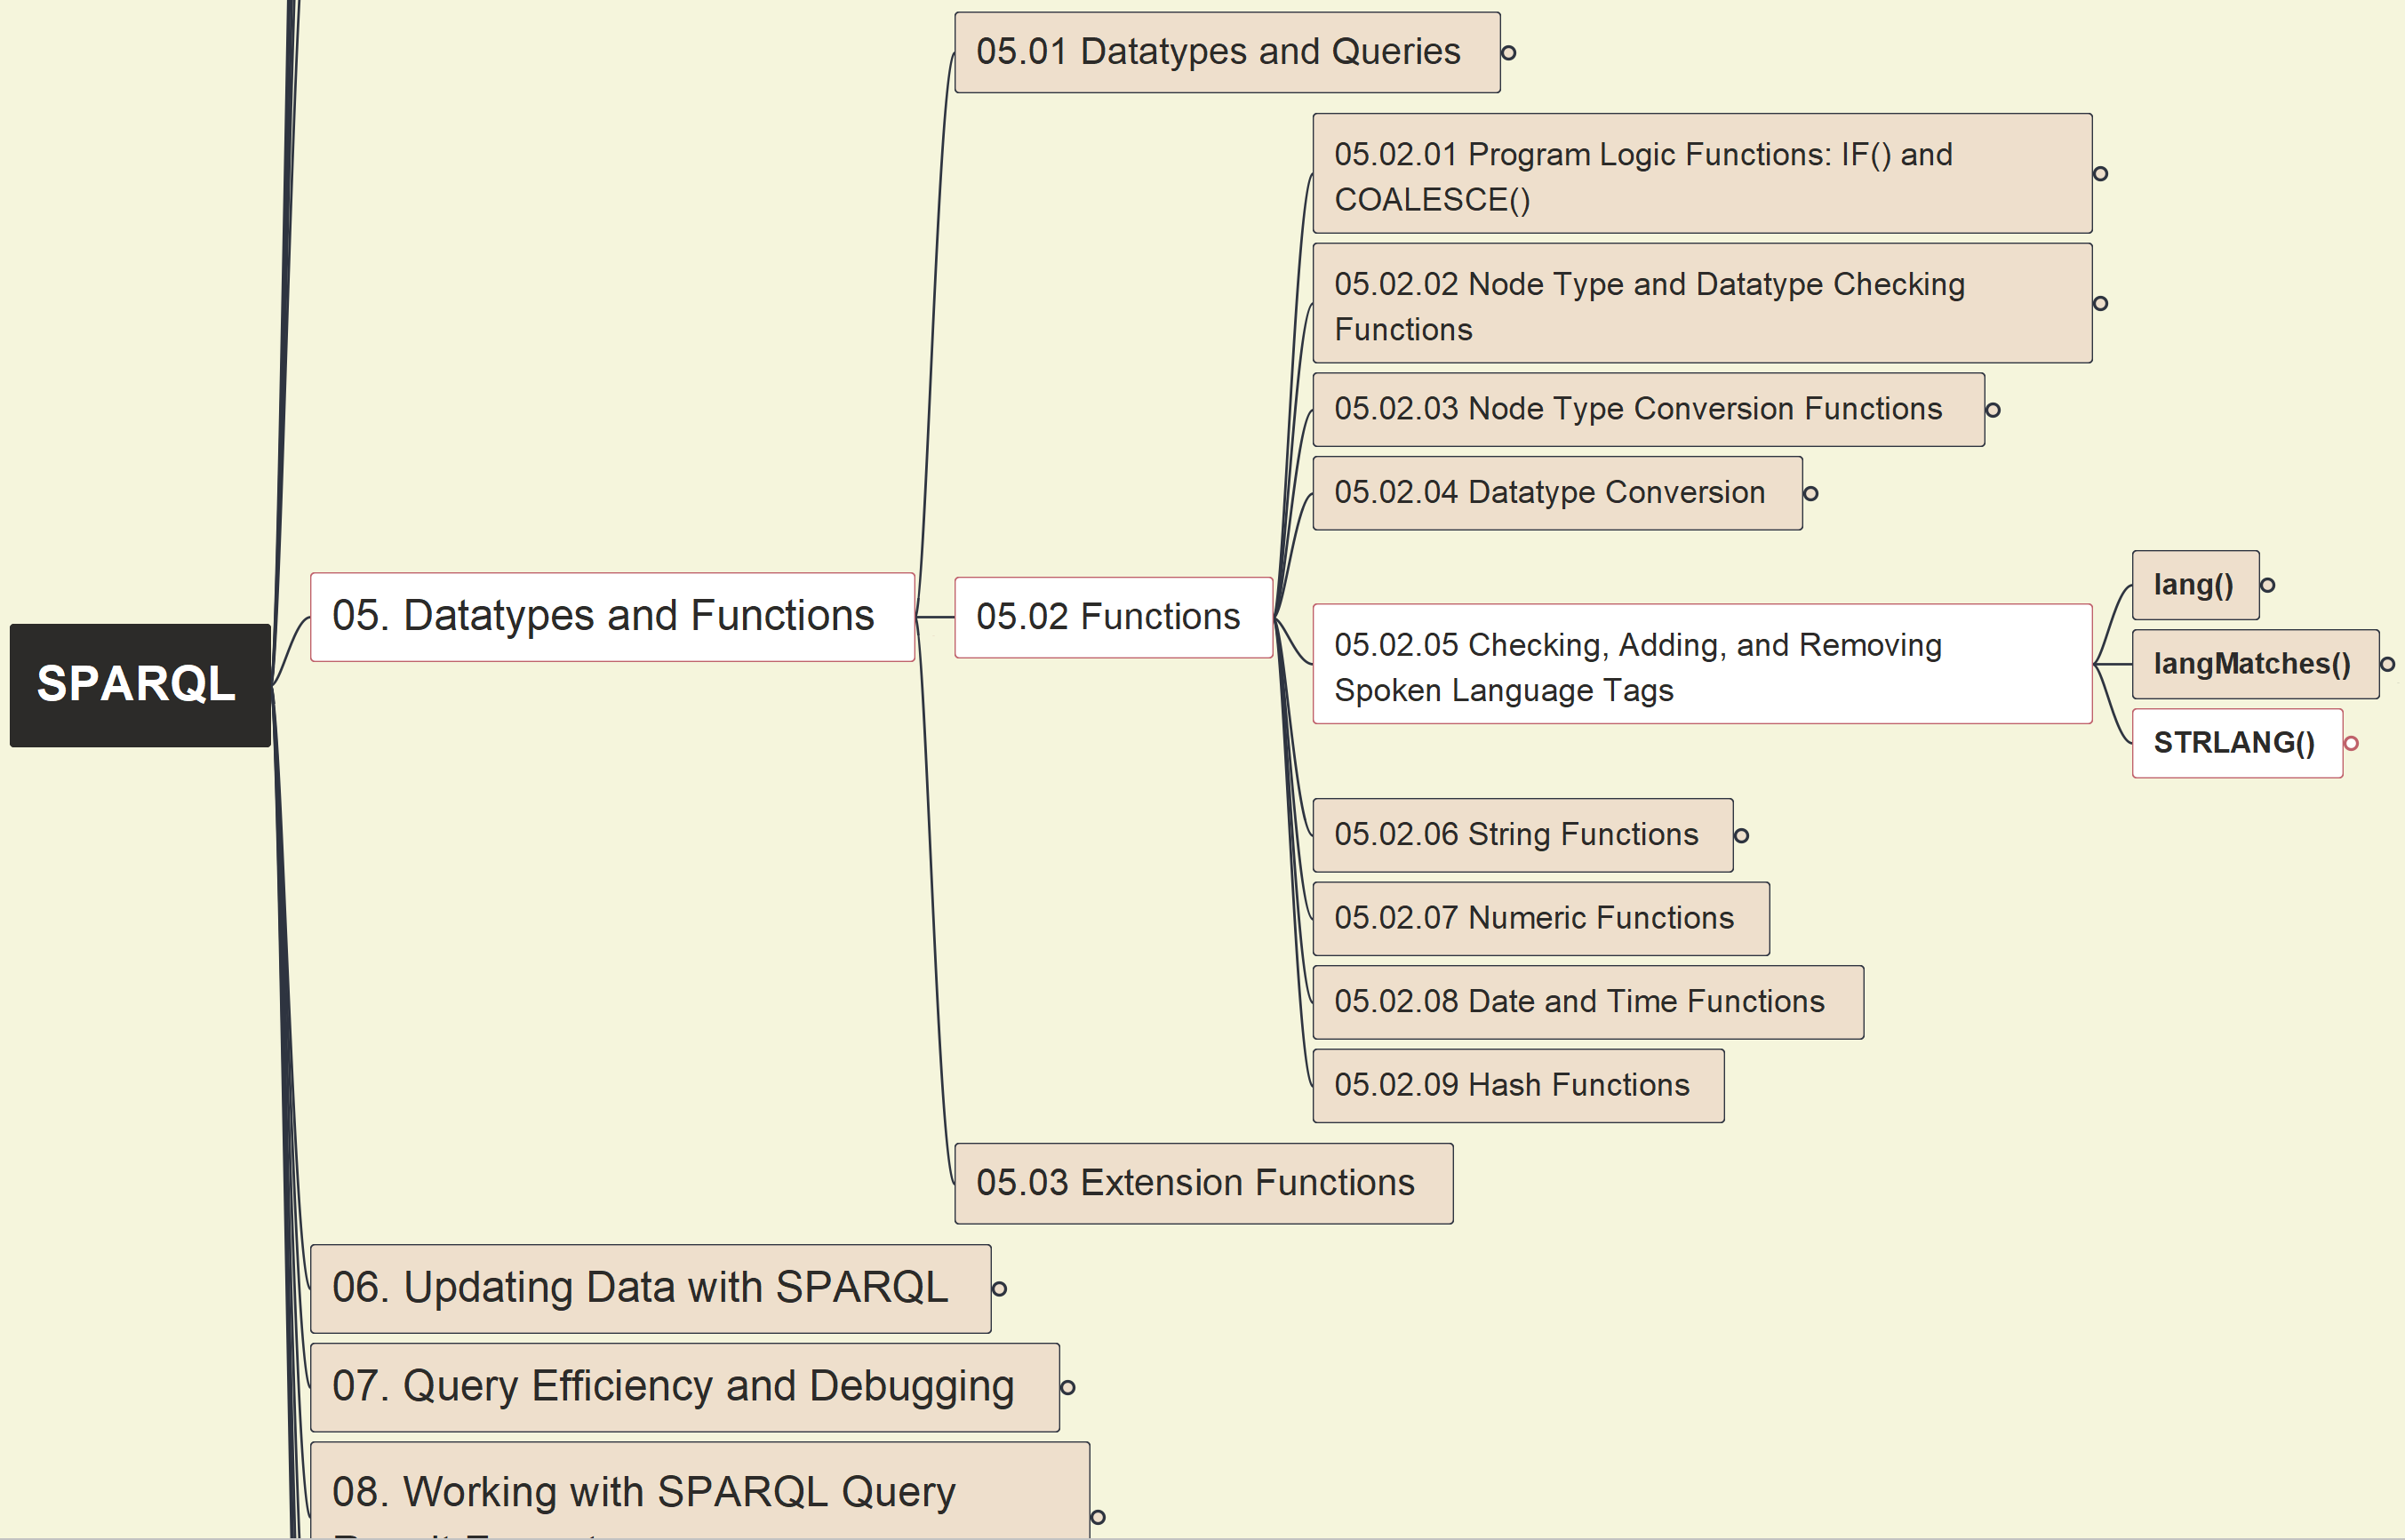 05.01 Datatypes and Queries
05.02.01 Program Logic Functions: IF() and
COALESCE()
05.02.02 Node Type and Datatype Checking
Functions
05.02.03 Node Type Conversion Functions
05.02.04 Datatype Conversion
SPARQL
05. Datatypes and Functions
05.02 Functions
05.02.05 Checking, Adding, and Removing
Spoken Language Tags
lang()
langMatches()
STRLANG()
05.02.06 String Functions
05.02.07 Numeric Functions
05.02.08 Date and Time Functions
05.02.09 Hash Functions
05.03 Extension Functions
06. Updating Data with SPARQL
07. Query Efficiency and Debugging
08. Working with SPARQL Query